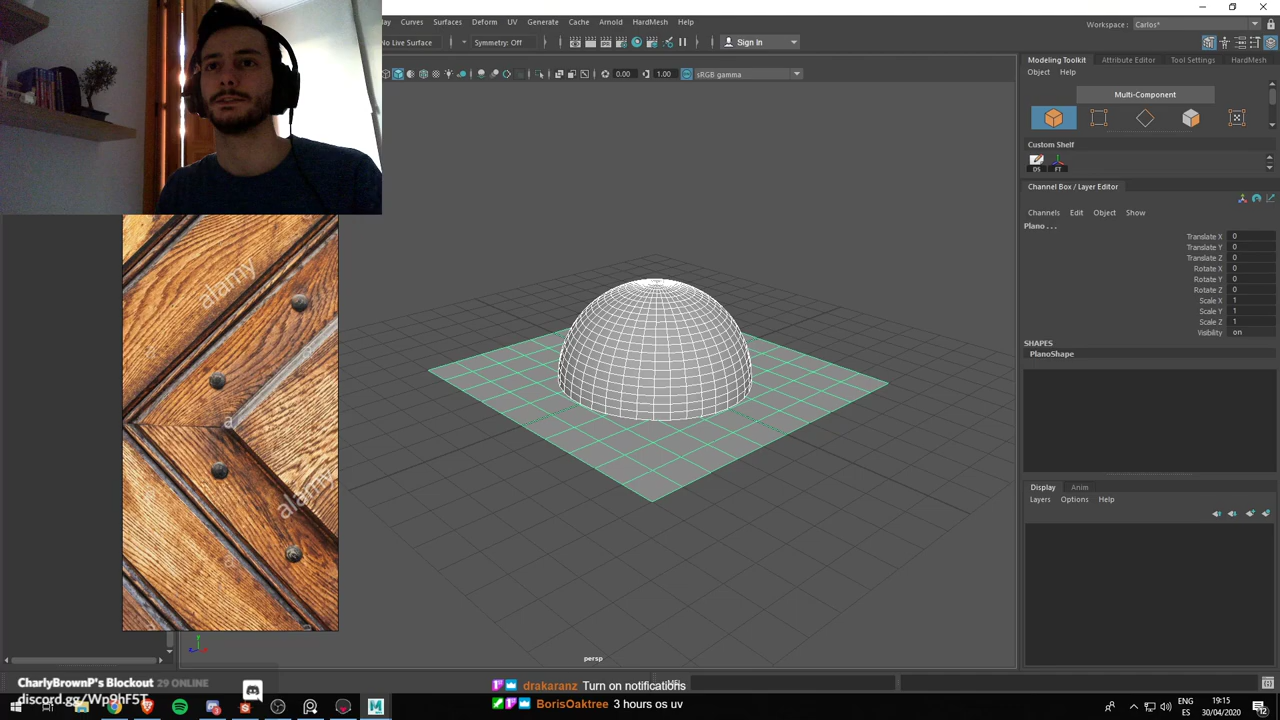 lay Curves Surfaces Deform UV Generate Cache Arnold HardMesh Help
Workspace : Carlos*
No Live Surface Symmetry: Off Sign In
0.00 1.00 sRGB gamma
Modeling Toolkit Attribute Editor Tool Settings HardMesh
Object Help
Multi-Component
Custom Shelf
DS FT
Channel Box / Layer Editor
Channels Edit Object Show
Plano . . .
Translate X 0
Translate Y 0
Translate Z 0
Rotate X 0
Rotate Y 0
Rotate Z 0
Scale X 1
Scale Y 1
Scale Z 1
Visibility on
SHAPES
PlanoShape
Display Anim
Layers Options Help
alamy
a
a
a
alamy
persp
CharlyBrownP's Blockout 29 ONLINE
discord.gg/Wp9hF5T
drakaranz Turn on notifications
BorisOaktree 3 hours os uv
ENG
ES
19:15
30/04/2020
12